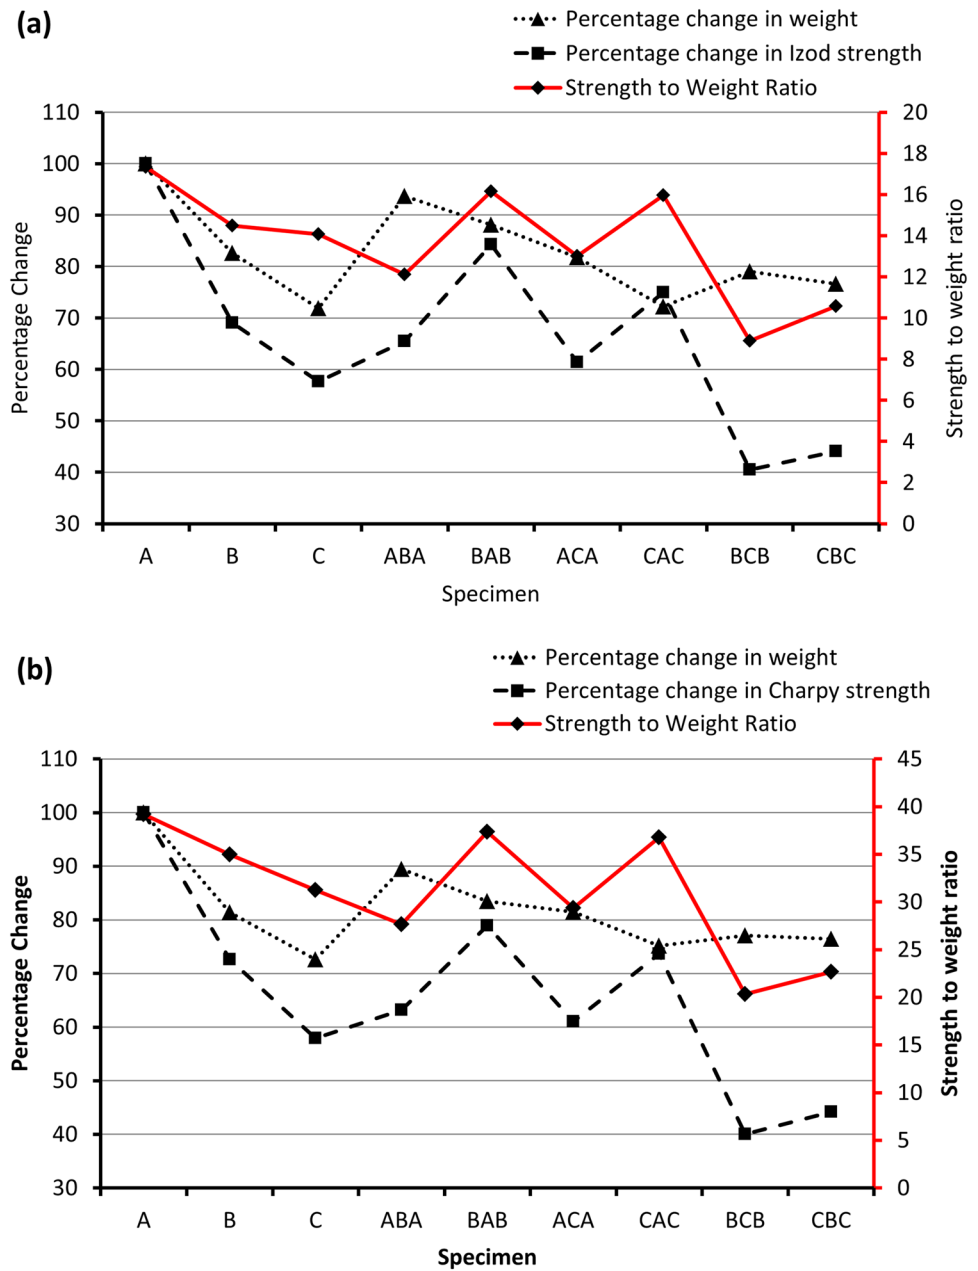 (a)
Percentage change in weight
Percentage change in Izod strength
Strength to Weight Ratio
110
100
90
80
70
60
50
40
30
Percentage Change
20
18
16
14
12
10
8
6
4
2
0
Strength to weight ratio
A B C ABA BAB ACA CAC BCB CBC
Specimen
(b)
Percentage change in weight
Percentage change in Charpy strength
Strength to Weight Ratio
110
100
90
80
70
60
50
40
30
Percentage Change
45
40
35
30
25
20
15
10
5
0
Strength to weight ratio
A B C ABA BAB ACA CAC BCB CBC
Specimen